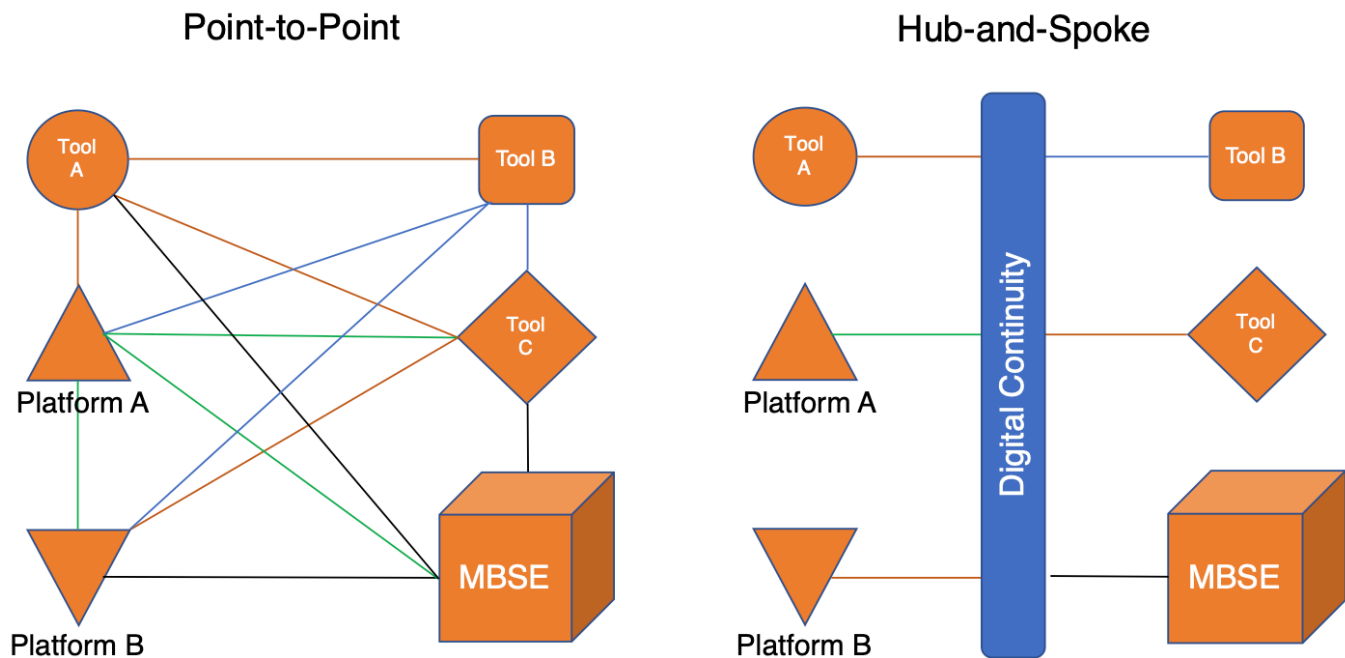 Point-to-Point
Tool
A
Tool B
Tool
C
Platform A
MBSE
Platform B
Hub-and-Spoke
Tool
A
Tool B
Digital Continuity
Tool
C
Platform A
MBSE
Platform B